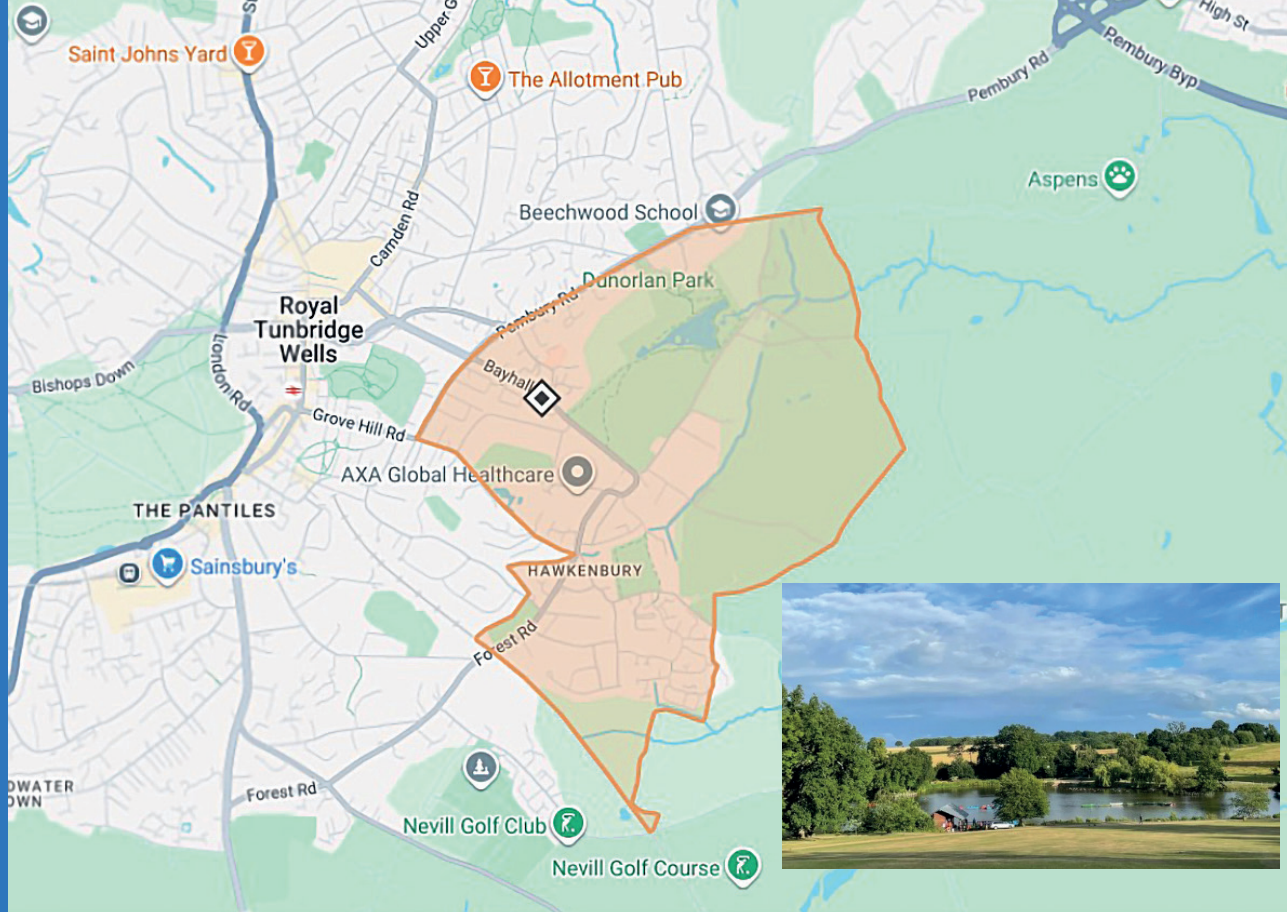 High St
Saint Johns Yard
Upper G
The Allotment Pub
Pembury Rd
Pembury Byp
Aspens
Beechwood School
Camden Rd
Dunorlan Park
Royal
Tunbridge
Wells
Pembury Rd
London Rd
Bishops Down
Bayhall
Grove Hill Rd
AXA Global Healthcare
THE PANTILES
Sainsbury's
HAWKENBURY
Forest Rd
DWATER
OWN
Forest Rd
Nevill Golf Club
Nevill Golf Course